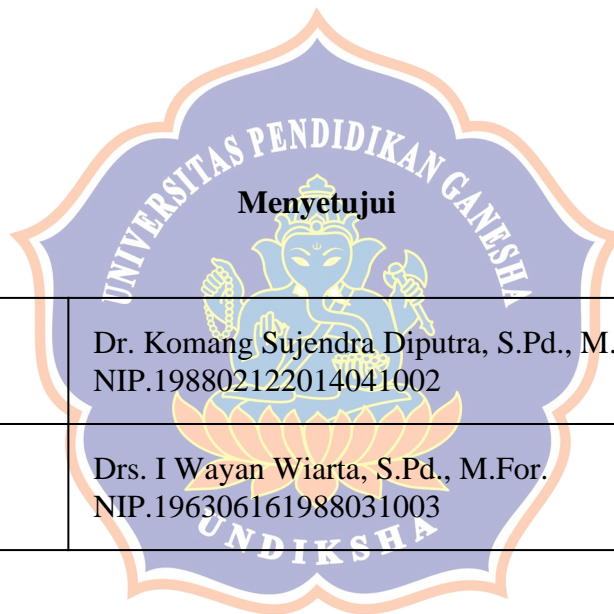 UNIVERSITAS PENDIDIKAN GANESHA
Menyetujui
Dr. Komang Sujendra Diputra, S.Pd., M.
NIP.198802122014041002
Drs. I Wayan Wiarta, S.Pd., M.For.
NIP.196306161988031003
UNDIKSHA